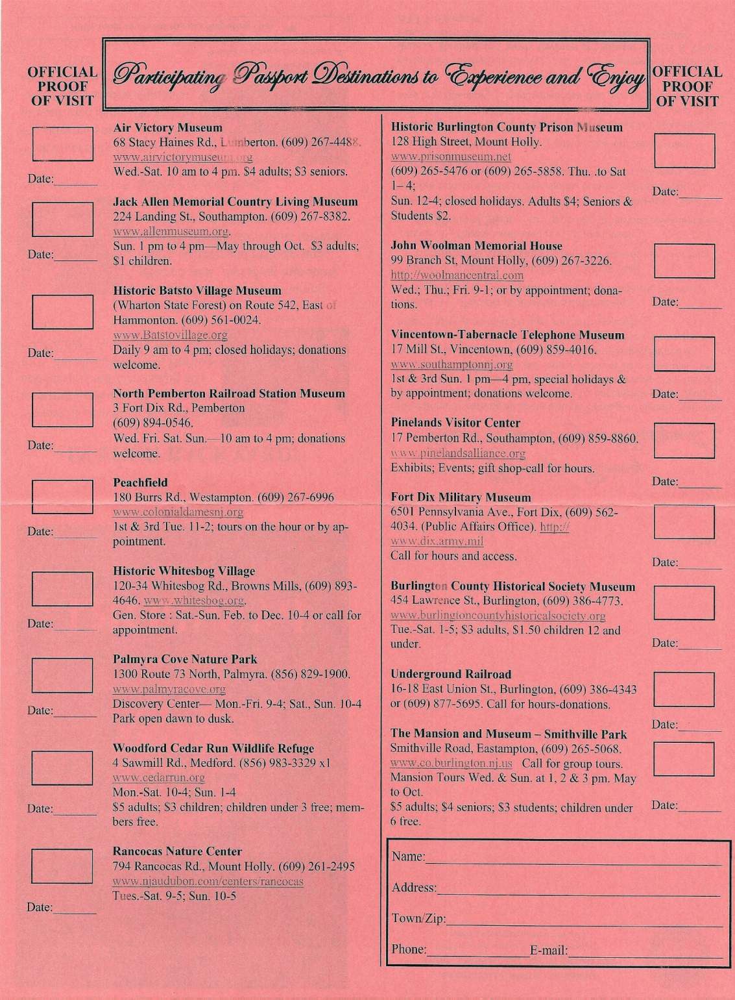 Participating Passport Destinations to Experience and Enjoy
OFFICIAL
PROOF
OF VISIT
Date:
Air Victory Museum
68 Stacy Haines Rd., Lumberton. (609) 267-4488.
www.airvictorymuseum.org
Wed.-Sat. 10 am to 4 pm. $4 adults; $3 seniors.
Date:
Jack Allen Memorial Country Living Museum
224 Landing St., Southampton. (609) 267-8382.
www.allenmuseum.org.
Sun. 1 pm to 4 pm—May through Oct. $3 adults;
$1 children.
Date:
Historic Batsto Village Museum
(Wharton State Forest) on Route 542, East of
Hammonton. (609) 561-0024.
www.Batstovillage.org
Daily 9 am to 4 pm; closed holidays; donations
welcome.
Date:
North Pemberton Railroad Station Museum
3 Fort Dix Rd., Pemberton
(609) 894-0546.
Wed. Fri. Sat. Sun.—10 am to 4 pm; donations
welcome.
Date:
Peachfield
180 Burrs Rd., Westampton. (609) 267-6996
www.colonialdamesnj.org
1st & 3rd Tue. 11-2; tours on the hour or by ap-
pointment.
Date:
Historic Whitesbog Village
120-34 Whitesbog Rd., Browns Mills, (609) 893-
4646. www.whitesbog.org.
Gen. Store : Sat.-Sun. Feb. to Dec. 10-4 or call for
appointment.
Date:
Palmyra Cove Nature Park
1300 Route 73 North, Palmyra. (856) 829-1900.
www.palmyracove.org
Discovery Center— Mon.-Fri. 9-4; Sat., Sun. 10-4
Park open dawn to dusk.
Date:
Woodford Cedar Run Wildlife Refuge
4 Sawmill Rd., Medford. (856) 983-3329 x1
www.cedarrun.org
Mon.-Sat. 10-4; Sun. 1-4
$5 adults; $3 children; children under 3 free; mem-
bers free.
Date:
Rancocas Nature Center
794 Rancocas Rd., Mount Holly. (609) 261-2495
www.njaudubon.com/centers/rancocas
Tues.-Sat. 9-5; Sun. 10-5
OFFICIAL
PROOF
OF VISIT
Historic Burlington County Prison Museum
128 High Street, Mount Holly.
www.prisonmuseum.net
(609) 265-5476 or (609) 265-5858. Thu. .to Sat
1– 4;
Sun. 12-4; closed holidays. Adults $4; Seniors &
Students $2.
Date:
John Woolman Memorial House
99 Branch St, Mount Holly, (609) 267-3226.
http://woolmancentral.com
Wed.; Thu.; Fri. 9-1; or by appointment; dona-
tions.
Date:
Vincentown-Tabernacle Telephone Museum
17 Mill St., Vincentown, (609) 859-4016.
www.southamptonnj.org
1st & 3rd Sun. 1 pm—4 pm, special holidays &
by appointment; donations welcome.
Date:
Pinelands Visitor Center
17 Pemberton Rd., Southampton, (609) 859-8860.
www.pinelandsalliance.org
Exhibits; Events; gift shop-call for hours.
Date:
Fort Dix Military Museum
6501 Pennsylvania Ave., Fort Dix, (609) 562-
4034. (Public Affairs Office). http://
www.dix.army.mil
Call for hours and access.
Date:
Burlington County Historical Society Museum
454 Lawrence St., Burlington, (609) 386-4773.
www.burlingtoncountyhistoricalsociety.org
Tue.-Sat. 1-5; $3 adults, $1.50 children 12 and
under.
Date:
Underground Railroad
16-18 East Union St., Burlington, (609) 386-4343
or (609) 877-5695. Call for hours-donations.
Date:
The Mansion and Museum – Smithville Park
Smithville Road, Eastampton, (609) 265-5068.
www.co.burlington.nj.us Call for group tours.
Mansion Tours Wed. & Sun. at 1, 2 & 3 pm. May
to Oct.
$5 adults; $4 seniors; $3 students; children under
6 free.
Date:
Name:
Address:
Town/Zip:
Phone: E-mail: